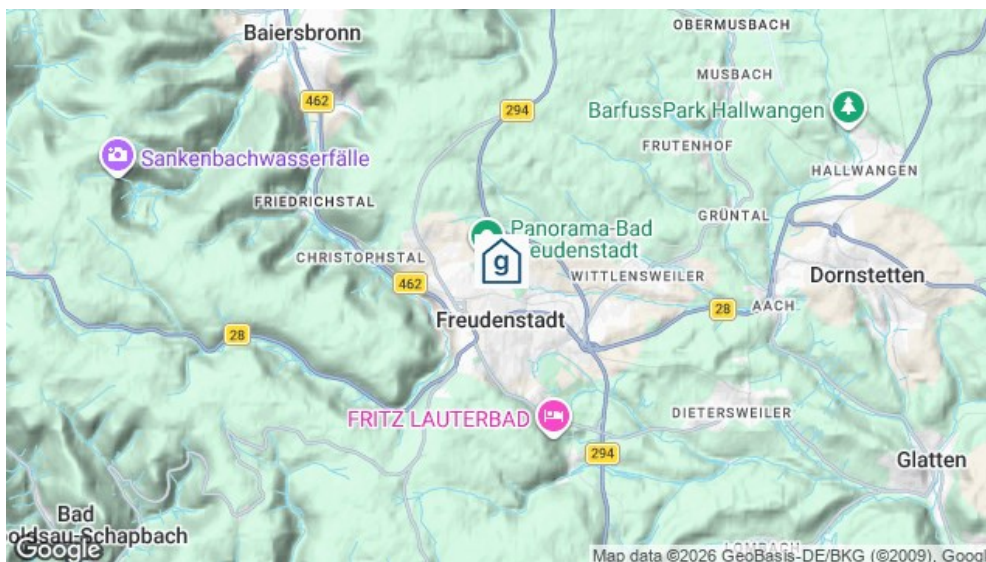 OBERMUSBACH
Baiersbronn
MUSBACH
462
294
BarfussPark Hallwangen
FRUTENHOF
Sankenbachwasserfälle
HALLWANGEN
FRIEDRICHSTAL
GRÜNTAL
Panorama-Bad
eudenstadt
g
CHRISTOPHSTAL
WITTLENSWEILER
Dornstetten
462
AACH
28
Freudenstadt
28
DIETERSWEILER
FRITZ LAUTERBAD
294
Glatten
Bad
oldsau-Schapbach
LOMBACH
Google
Map data ©2026 GeoBasis-DE/BKG (©2009), Googl